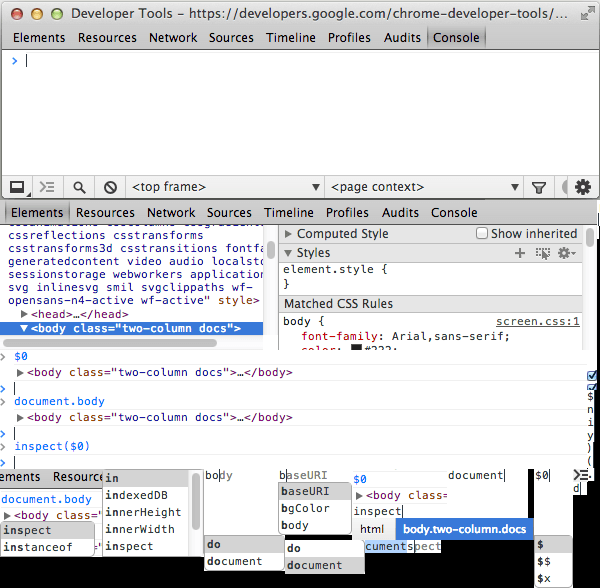 Developer Tools - https://developers.google.com/chrome-developer-tools/...
Elements Resources Network Sources Timeline Profiles Audits Console
>
<top frame> <page context>
Elements Resources Network Sources Timeline Profiles Audits Console
cssreflections csstransforms
csstransforms3d csstransitions fontfa
generatedcontent video audio localsto
sessionstorage webworkers application
svg inlinesvg smil svgclippaths wf-
opensans-n4-active wf-active" style>
▶<head>…</head>
▼<body class="two-column docs">
Computed Style Show inherited
Styles
element.style {
}
Matched CSS Rules
body { screen.css:1
font-family: Arial,sans-serif;
color: #222;
> $0
▶<body class="two-column docs">…</body>
>
document.body
▶<body class="two-column docs">…</body>
>
inspect($0)
>
ements Resourc
document.body
▶<body class=
inspect
instanceof
in
indexedDB
innerHeight
innerWidth
inspect
body
do
document
baseURI
baseURI
bgColor
body
do
document
$0
▶<body class=
inspect
html body.two-column.docs
cumentspect
document
$0
d
$
$$
$x